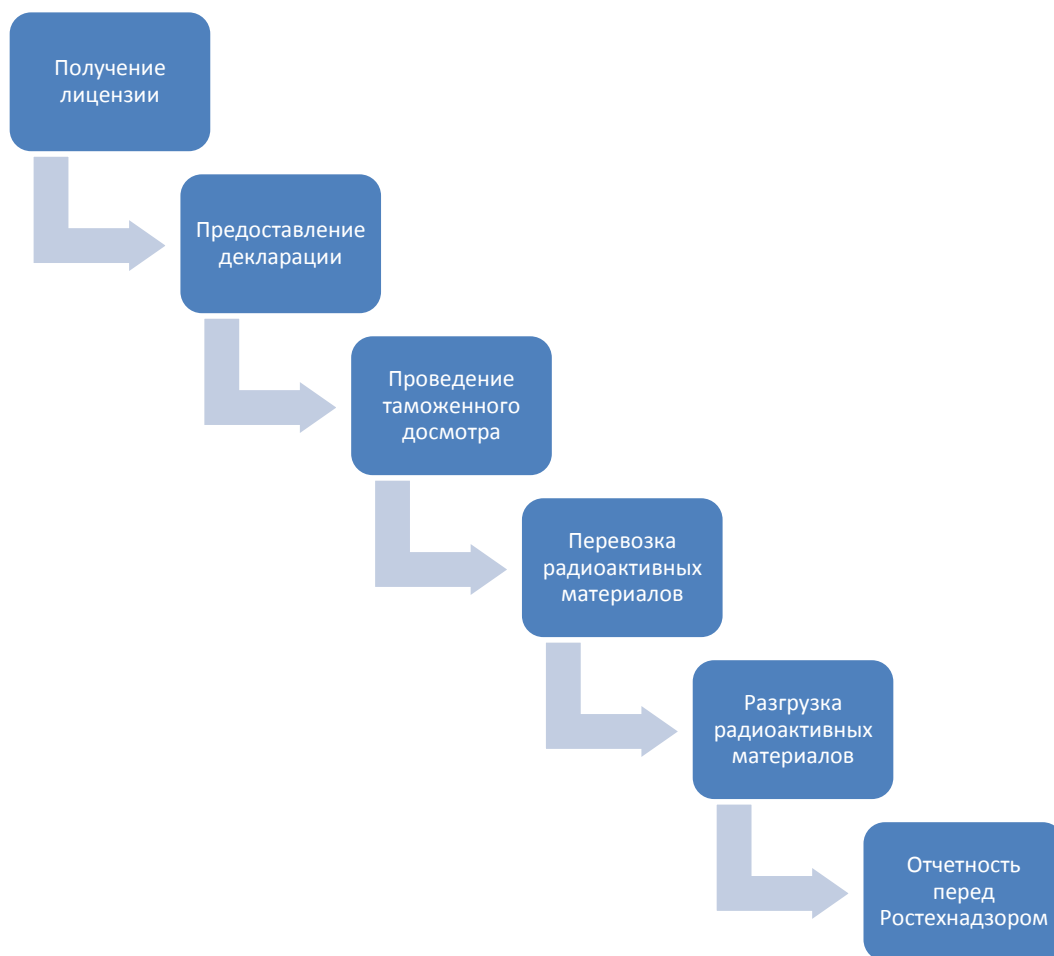 Получение
лицензии
Предоставление
декларации
Проведение
таможенного
досмотра
Перевозка
радиоактивных
материалов
Разгрузка
радиоактивных
материалов
Отчетность
перед
Ростехнадзором